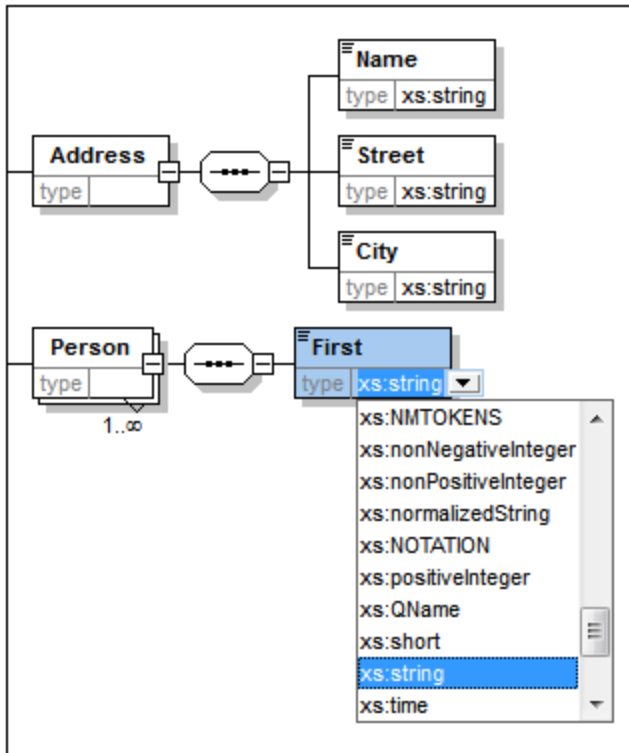 Name
type xs:string
Address
type
Street
type xs:string
City
type xs:string
Person
type
1..∞
First
type xs:string
xs:NMTOKENS
xs:nonNegativeInteger
xs:nonPositiveInteger
xs:normalizedString
xs:NOTATION
xs:positiveInteger
xs:QName
xs:short
xs:string
xs:time